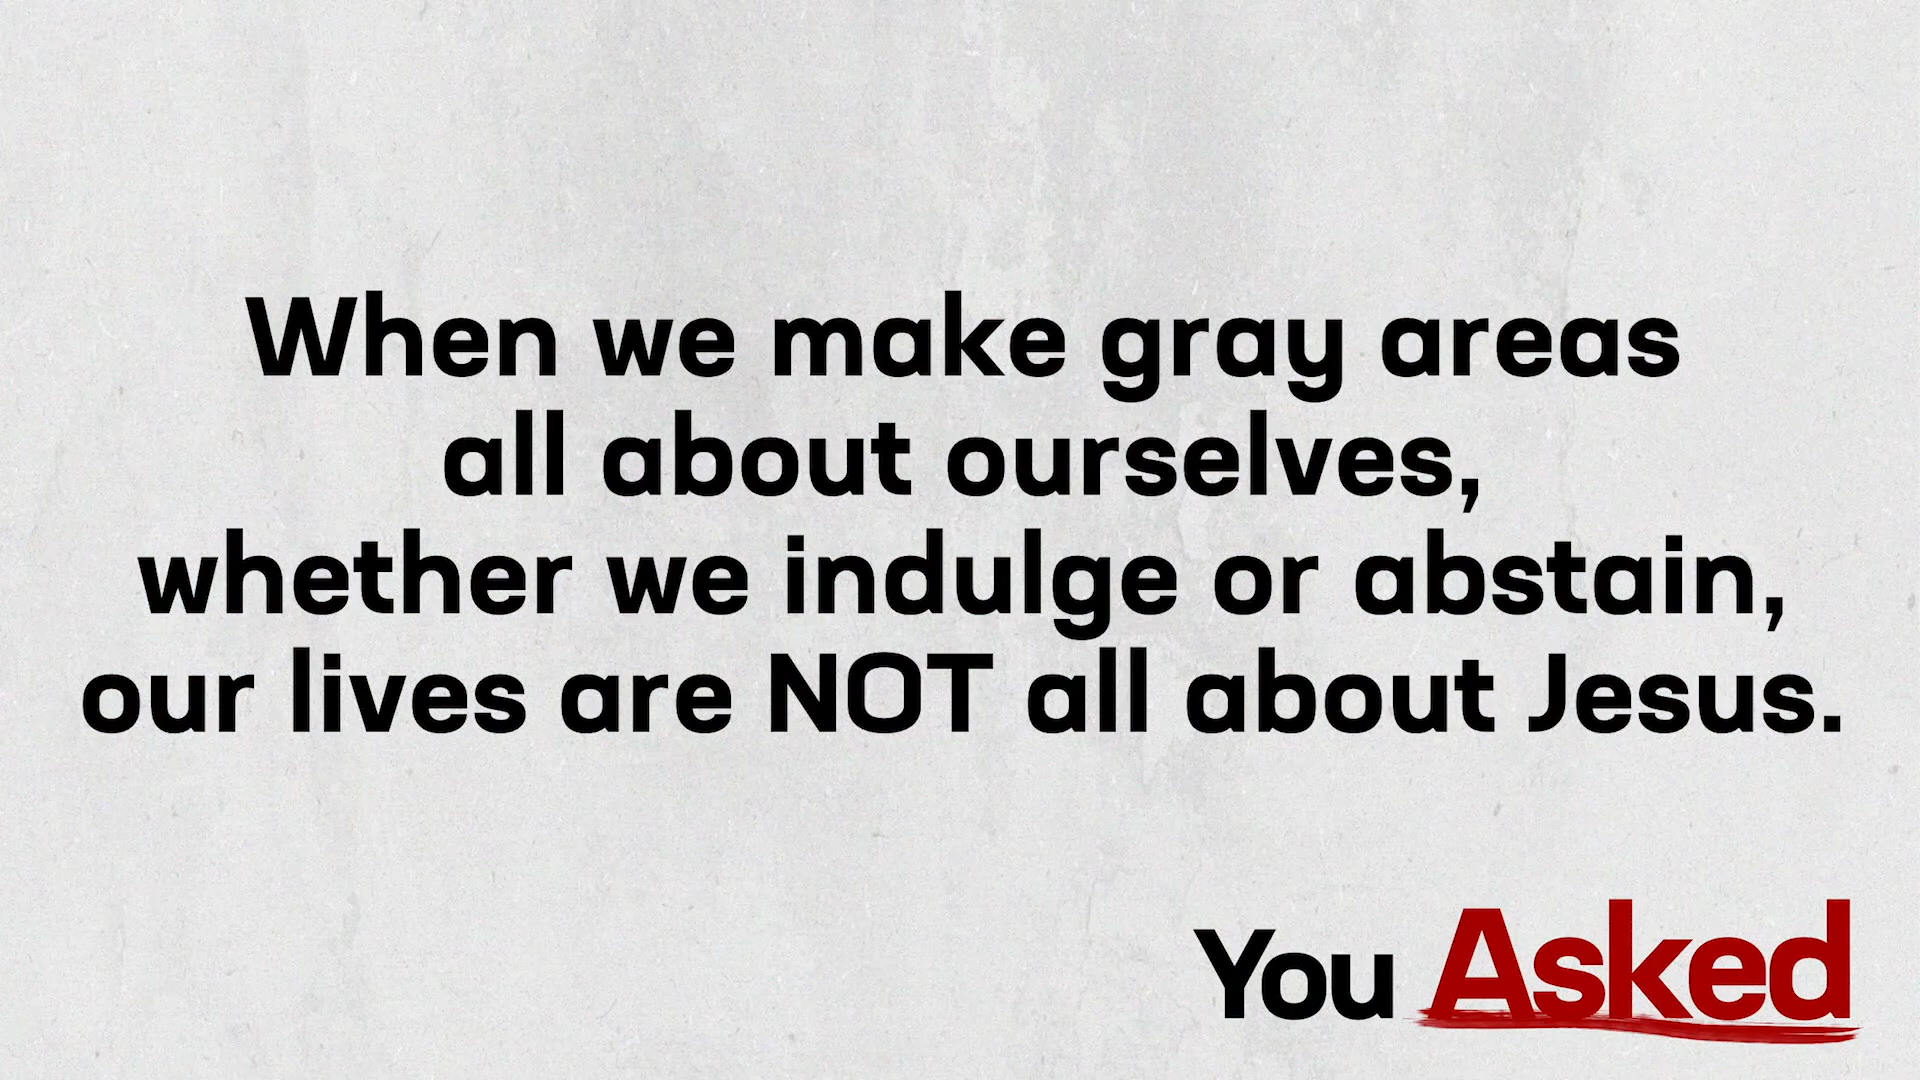 When we make gray areas
all about ourselves,
whether we indulge or abstain,
our lives are NOT all about Jesus.
You Asked